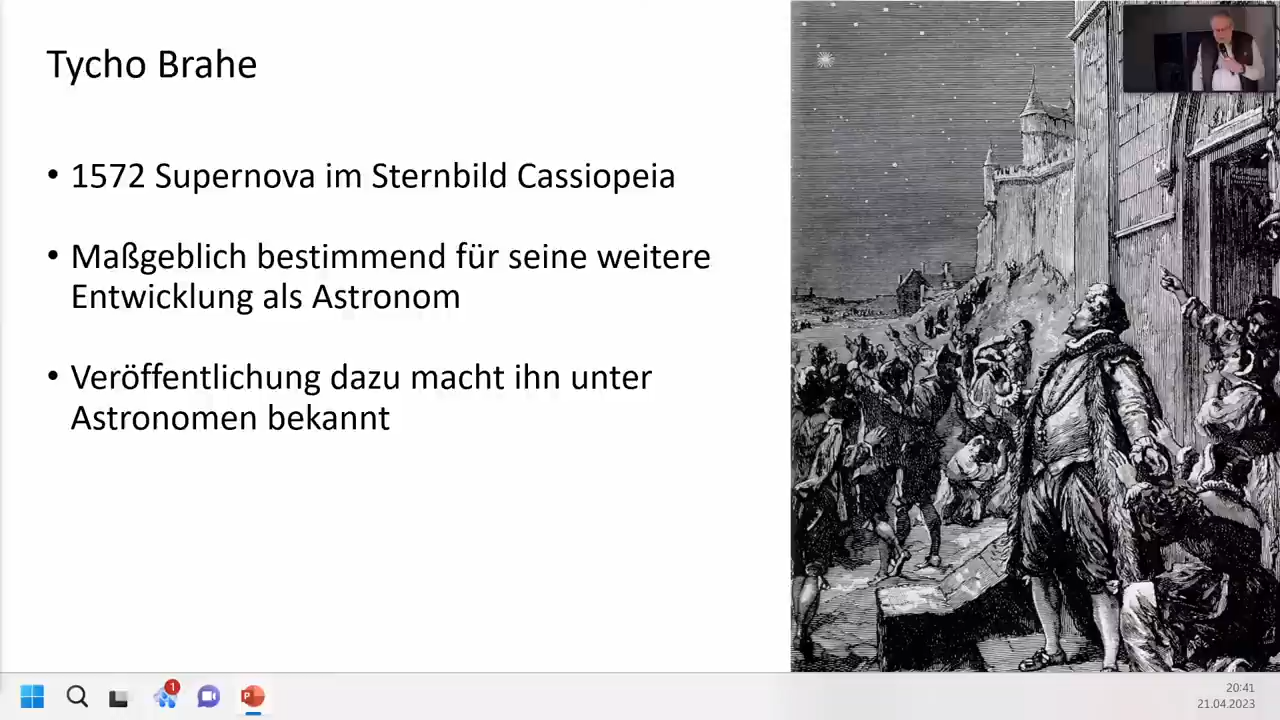 Tycho Brahe
• 1572 Supernova im Sternbild Cassiopeia
• Maßgeblich bestimmend für seine weitere
Entwicklung als Astronom
• Veröffentlichung dazu macht ihn unter
Astronomen bekannt
1
P
20:41
21.04.2023